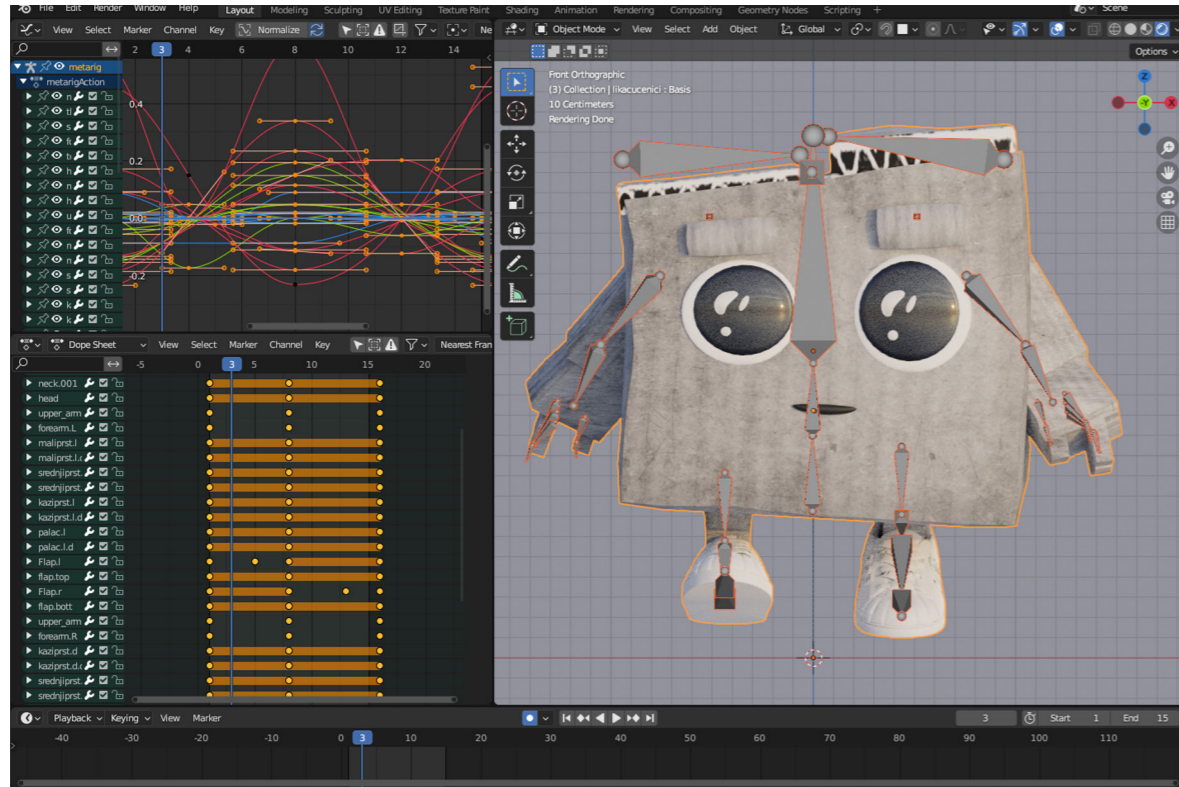 File Edit Render Window Help Layout Modeling Sculpting UV Editing Texture Paint Shading Animation Rendering Compositing Geometry Nodes Scripting + Scene
View Select Marker Channel Key Normalize Ne
Object Mode View Select Add Object Global
2 3 4 6 8 10 12 14
Options
metarig
metarigAction
n
s
b
h
n
h
u
n
n
s
s
k
k
0.4
0.2
0.0
-0.2
Front Orthographic
(3) Collection | likacucenici : Basis
10 Centimeters
Rendering Done
Z
-Y
X
Dope Sheet View Select Marker Channel Key Nearest Fran
-5 0 3 5 10 15 20
neck.001
head
upper_arm
forearm.L
maliprst.l
maliprst.l.
srednjiprst.
srednjiprst.
kaziprst.l
kaziprst.l.d
palac.l
palac.l.d
Flap.l
flap.top
Flap.r
flap.bott
upper_arm
forearm.R
kaziprst.d
kaziprst.d.
srednjiprst.
srednjiprst.
Playback Keying View Marker 3 Start 1 End 15
-40 -30 -20 -10 0 3 10 20 30 40 50 60 70 80 90 100 110